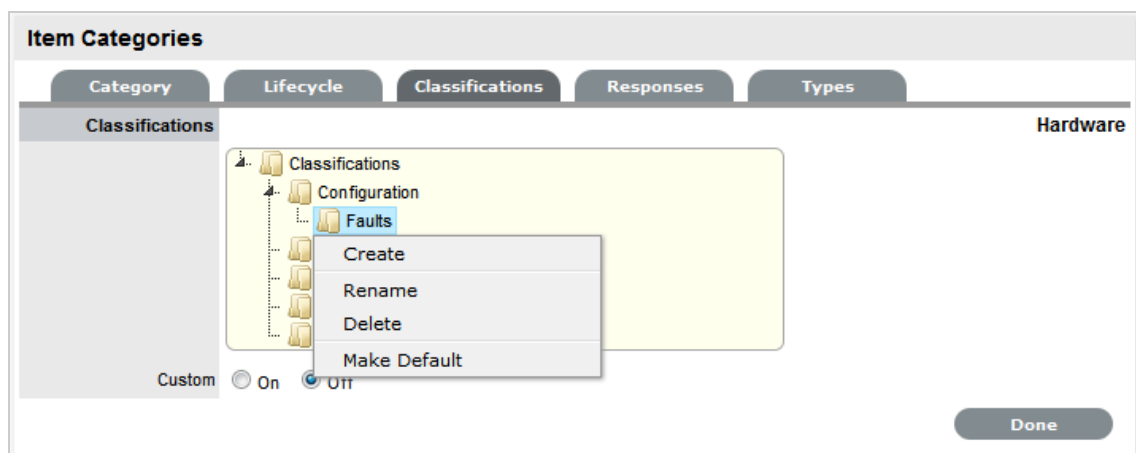 Item Categories
Category Lifecycle Classifications Responses Types
Classifications Hardware
Classifications
Configuration
Faults
Create
Rename
Delete
Make Default
Custom On Off
Done